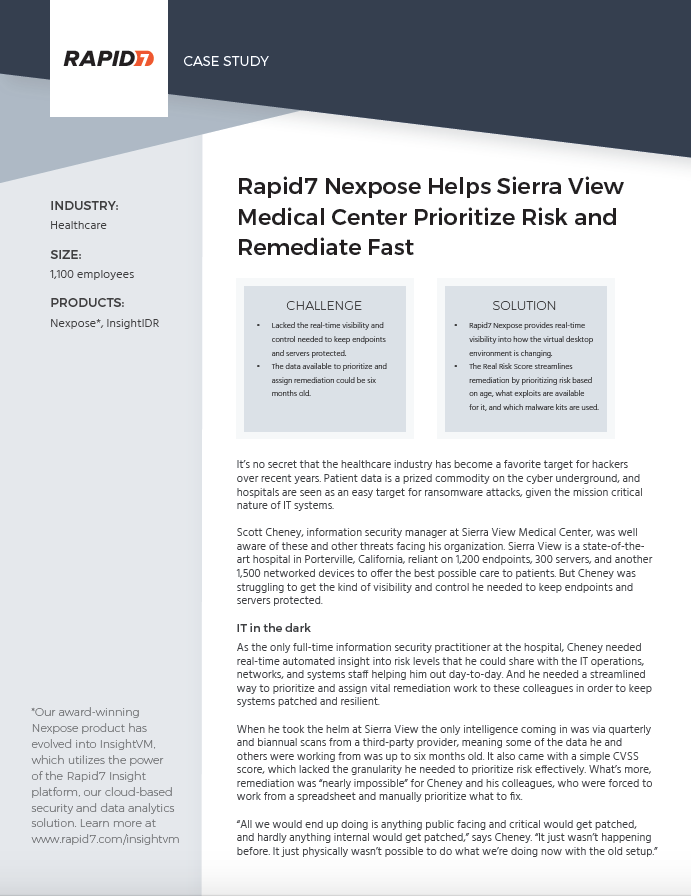 RAPID7
CASE STUDY
INDUSTRY:
Healthcare
SIZE:
1,100 employees
PRODUCTS:
Nexpose*, InsightIDR
*Our award-winning
Nexpose product has
evolved into InsightVM,
which utilizes the power
of the Rapid7 Insight
platform, our cloud-based
security and data analytics
solution. Learn more at
www.rapid7.com/insightvm
Rapid7 Nexpose Helps Sierra View
Medical Center Prioritize Risk and
Remediate Fast
CHALLENGE
• Lacked the real-time visibility and
control needed to keep endpoints
and servers protected.
• The data available to prioritize and
assign remediation could be six
months old.
SOLUTION
• Rapid7 Nexpose provides real-time
visibility into how the virtual desktop
environment is changing.
• The Real Risk Score streamlines
remediation by prioritizing risk based
on age, what exploits are available
for it, and which malware kits are used.
It's no secret that the healthcare industry has become a favorite target for hackers
over recent years. Patient data is a prized commodity on the cyber underground, and
hospitals are seen as an easy target for ransomware attacks, given the mission critical
nature of IT systems.
Scott Cheney, information security manager at Sierra View Medical Center, was well
aware of these and other threats facing his organization. Sierra View is a state-of-the-
art hospital in Porterville, California, reliant on 1,200 endpoints, 300 servers, and another
1,500 networked devices to offer the best possible care to patients. But Cheney was
struggling to get the kind of visibility and control he needed to keep endpoints and
servers protected.
IT in the dark
As the only full-time information security practitioner at the hospital, Cheney needed
real-time automated insight into risk levels that he could share with the IT operations,
networks, and systems staff helping him out day-to-day. And he needed a streamlined
way to prioritize and assign vital remediation work to these colleagues in order to keep
systems patched and resilient.
When he took the helm at Sierra View the only intelligence coming in was via quarterly
and biannual scans from a third-party provider, meaning some of the data he and
others were working from was up to six months old. It also came with a simple CVSS
score, which lacked the granularity he needed to prioritize risk effectively. What's more,
remediation was "nearly impossible" for Cheney and his colleagues, who were forced to
work from a spreadsheet and manually prioritize what to fix.
"All we would end up doing is anything public facing and critical would get patched,
and hardly anything internal would get patched," says Cheney. "It just wasn't happening
before. It just physically wasn't possible to do what we're doing now with the old setup."